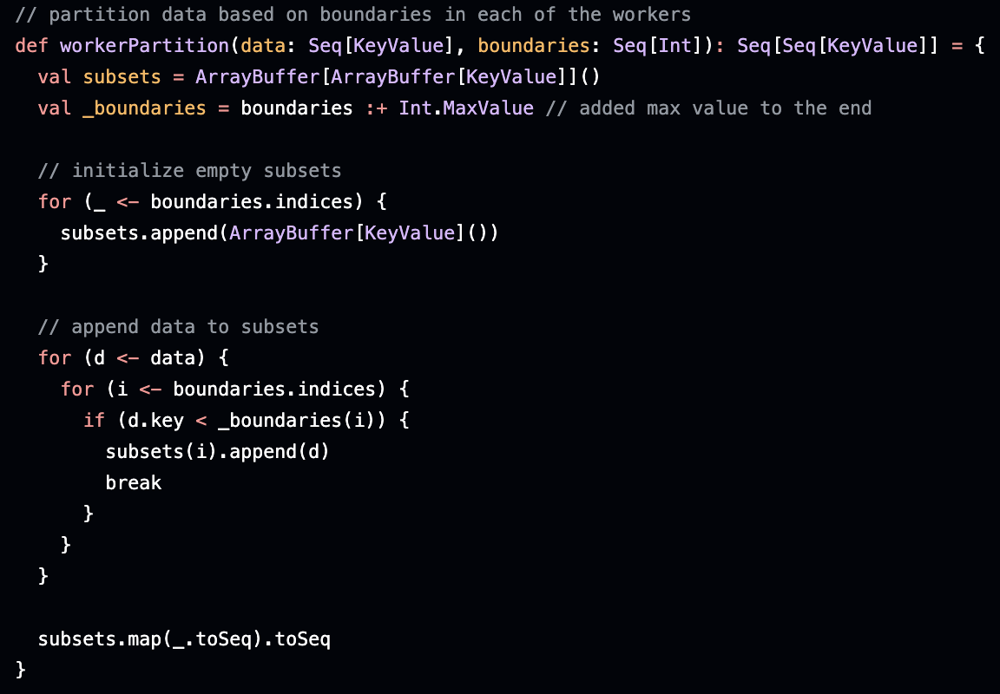 // partition data based on boundaries in each of the workers
def workerPartition(data: Seq[KeyValue], boundaries: Seq[Int]): Seq[Seq[KeyValue]] = {
  val subsets = ArrayBuffer[ArrayBuffer[KeyValue]]()
  val _boundaries = boundaries :+ Int.MaxValue // added max value to the end

  // initialize empty subsets
  for (_ <- boundaries.indices) {
    subsets.append(ArrayBuffer[KeyValue]())
  }

  // append data to subsets
  for (d <- data) {
    for (i <- boundaries.indices) {
      if (d.key < _boundaries(i)) {
        subsets(i).append(d)
        break
      }
    }
  }

  subsets.map(_.toSeq).toSeq
}